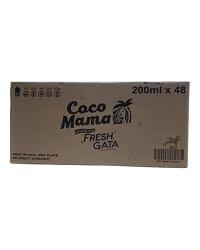 200ml x 48
Coco
Mama
FRESH
GATA
KEEP IN COOL, DRY PLACE